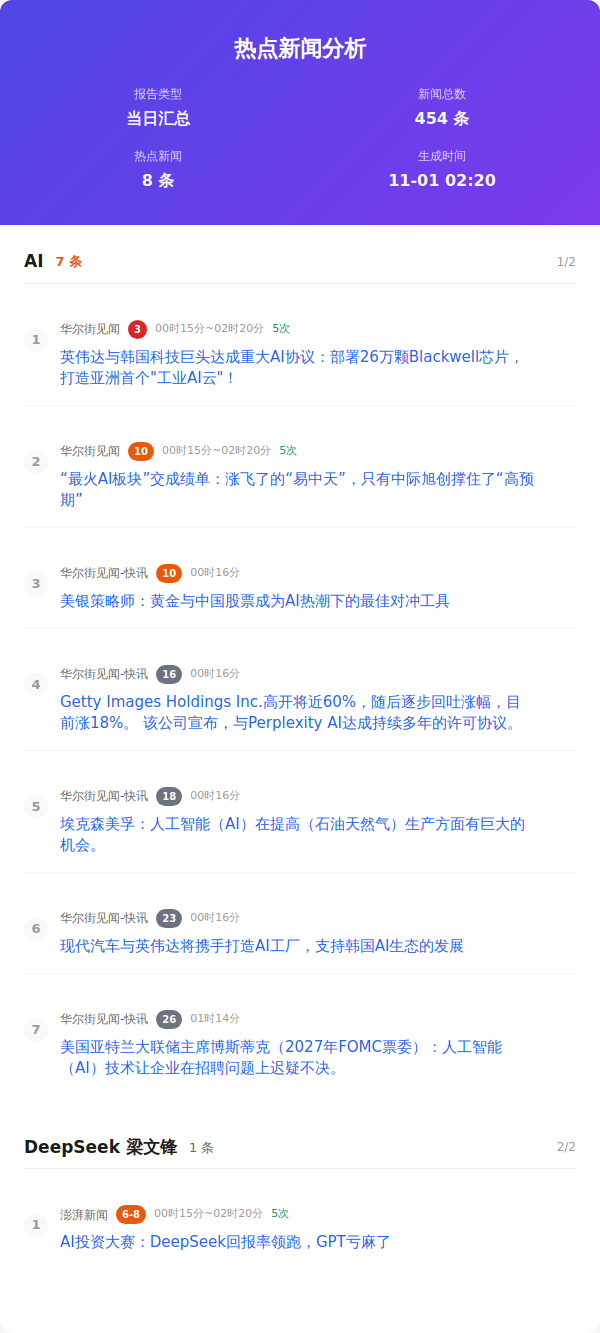 热点新闻分析
报告类型
新闻总数
当日汇总
454 条
热点新闻
生成时间
8 条
11-01 02:20
AI 7 条 1/2
1
华尔街见闻 3 00时15分~02时20分 5次
英伟达与韩国科技巨头达成重大AI协议：部署26万颗Blackwell芯片，
打造亚洲首个"工业AI云"！
2
华尔街见闻 10 00时15分~02时20分 5次
“最火AI板块”交成绩单：涨飞了的“易中天”，只有中际旭创撑住了“高预
期”
3
华尔街见闻-快讯 10 00时16分
美银策略师：黄金与中国股票成为AI热潮下的最佳对冲工具
4
华尔街见闻-快讯 16 00时16分
Getty Images Holdings Inc.高开将近60%，随后逐步回吐涨幅，目
前涨18%。 该公司宣布，与Perplexity AI达成持续多年的许可协议。
5
华尔街见闻-快讯 18 00时16分
埃克森美孚：人工智能（AI）在提高（石油天然气）生产方面有巨大的
机会。
6
华尔街见闻-快讯 23 00时16分
现代汽车与英伟达将携手打造AI工厂，支持韩国AI生态的发展
7
华尔街见闻-快讯 26 01时14分
美国亚特兰大联储主席博斯蒂克（2027年FOMC票委）：人工智能
（AI）技术让企业在招聘问题上迟疑不决。
DeepSeek 梁文锋 1 条 2/2
1
澎湃新闻 6-8 00时15分~02时20分 5次
AI投资大赛：DeepSeek回报率领跑，GPT亏麻了